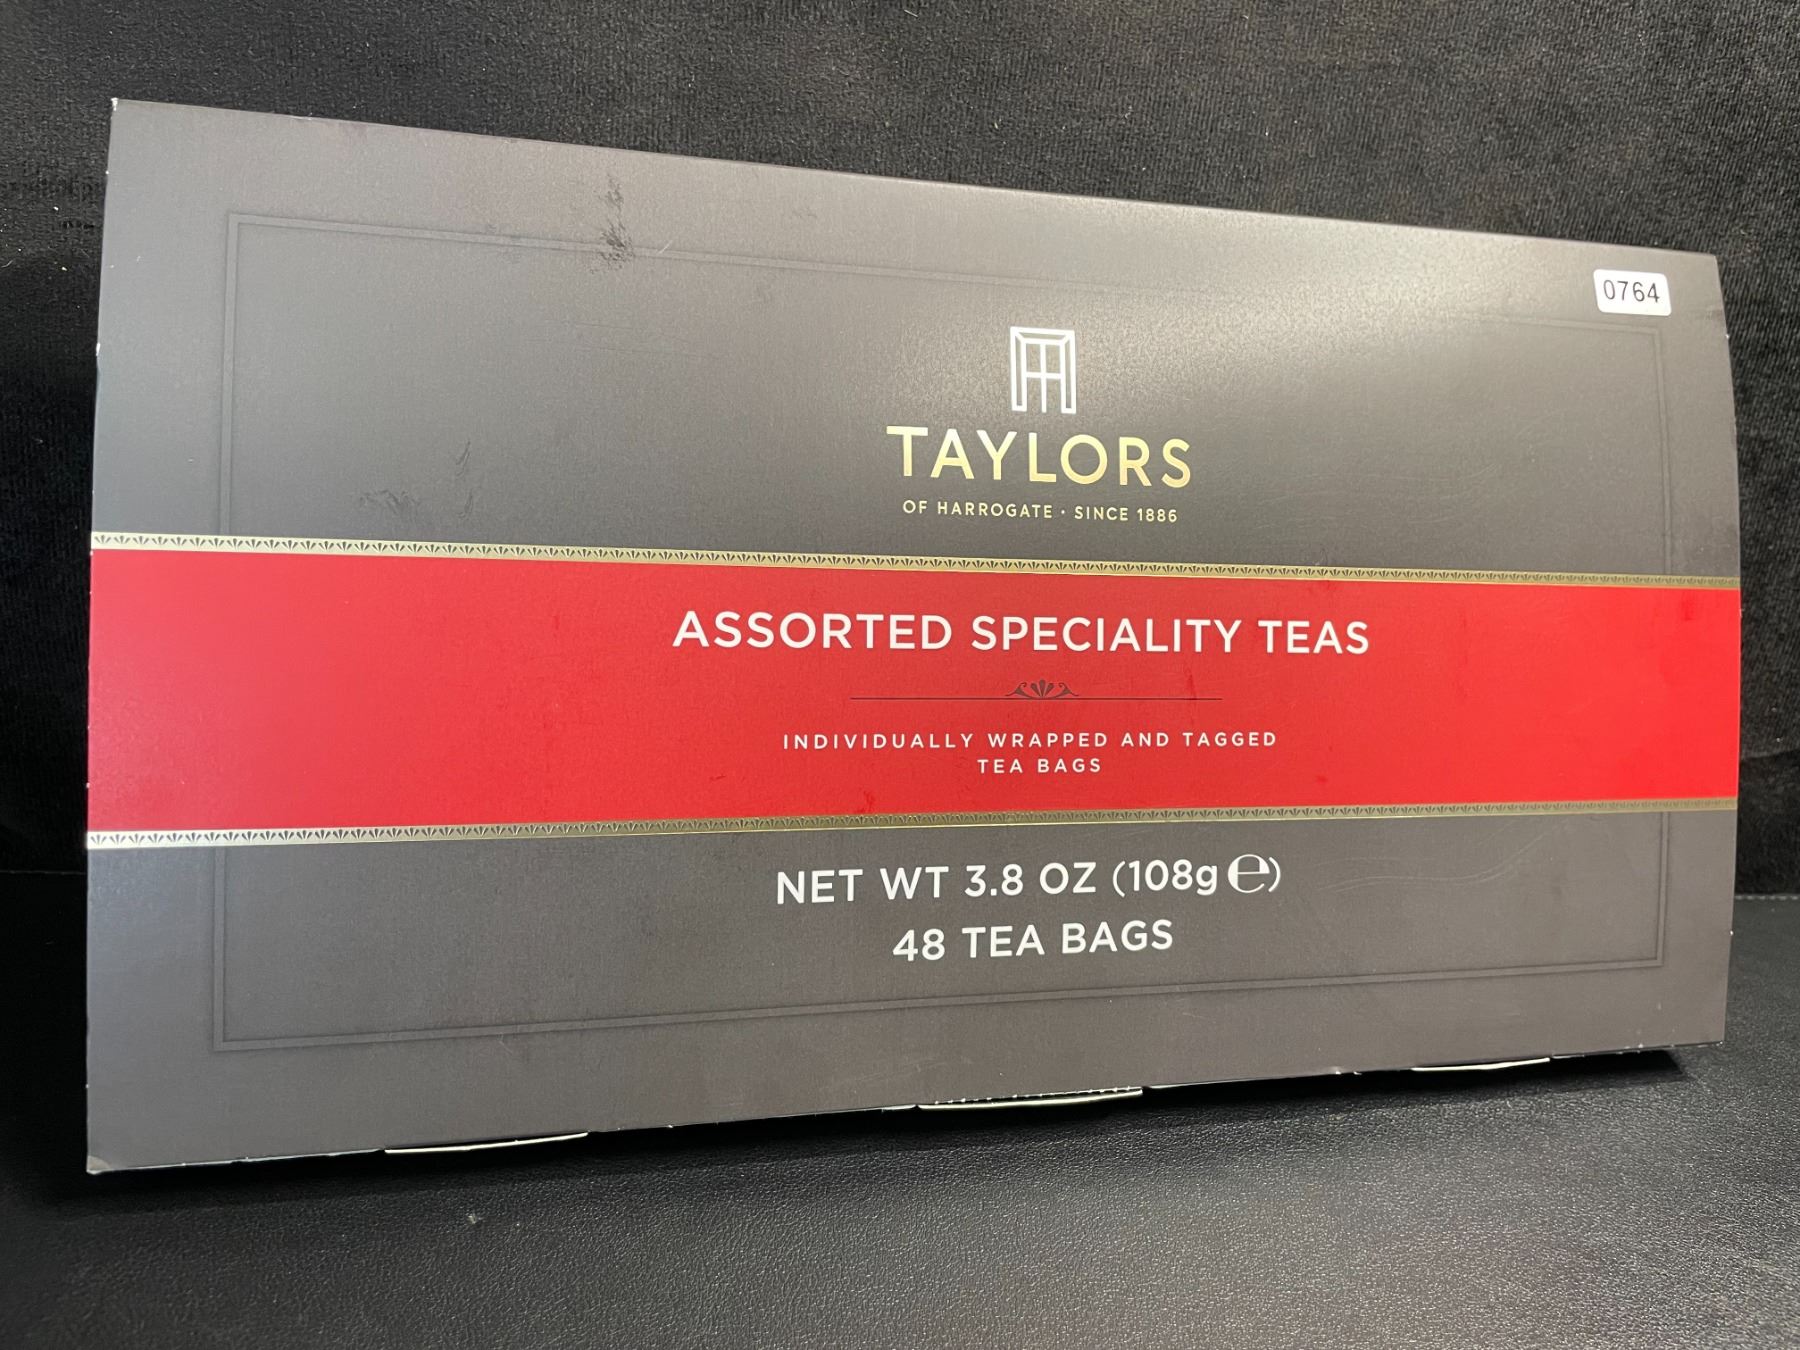 0764
TAYLORS
OF HARROGATE · SINCE 1886
ASSORTED SPECIALITY TEAS
INDIVIDUALLY WRAPPED AND TAGGED
TEA BAGS
NET WT 3.8 OZ (108g ℮)
48 TEA BAGS